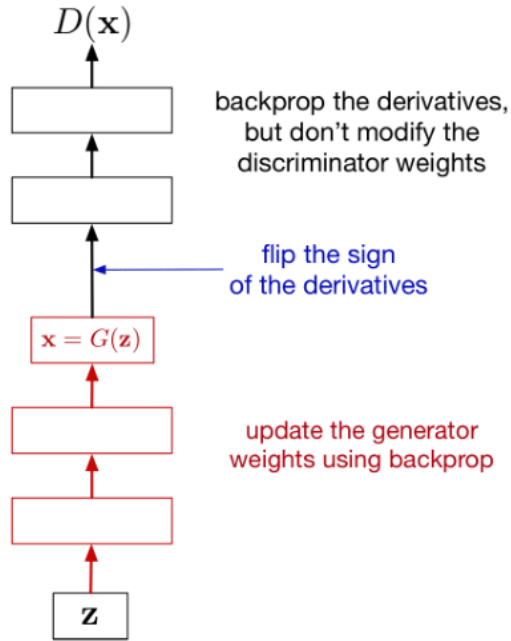 D(x)
backprop the derivatives,
but don't modify the
discriminator weights
flip the sign
of the derivatives
x = G(z)
update the generator
weights using backprop
z